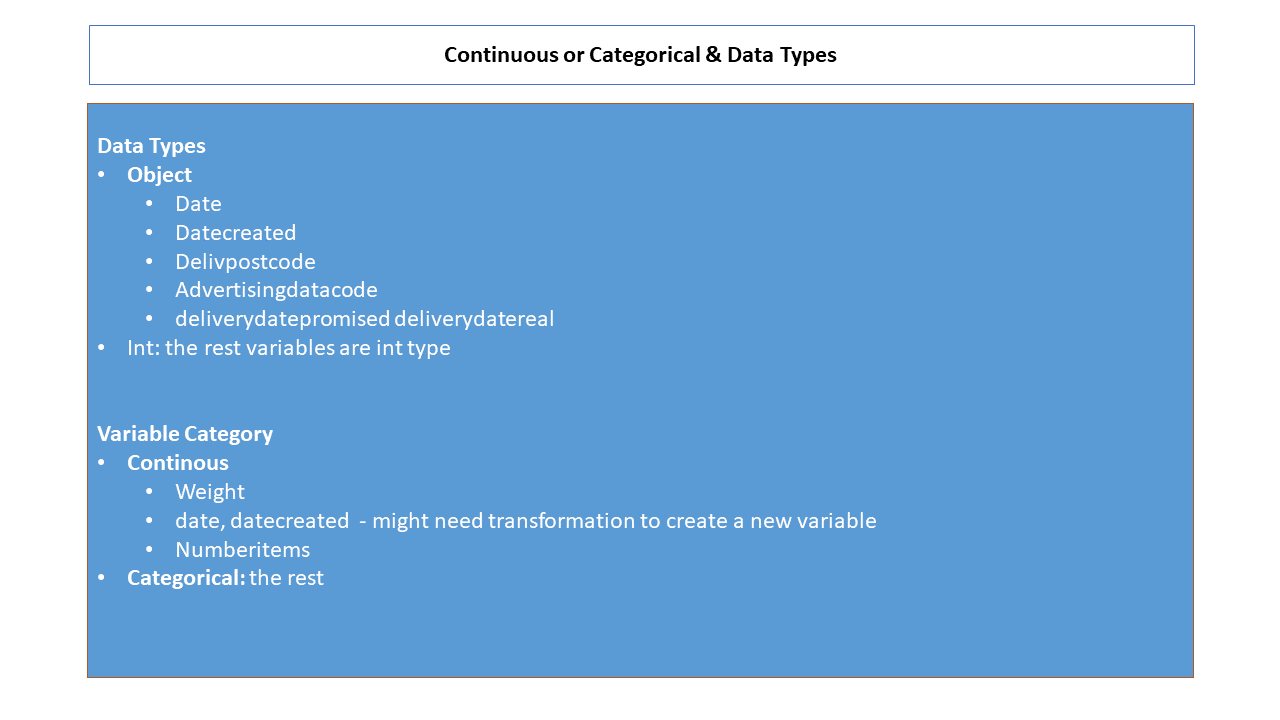 Continuous or Categorical & Data Types
Data Types
• Object
• Date
• Datecreated
• Delivpostcode
• Advertisingdatacode
• deliverydatepromised deliverydatereal
• Int: the rest variables are int type
Variable Category
• Continous
• Weight
• date, datecreated - might need transformation to create a new variable
• Numberitems
• Categorical: the rest